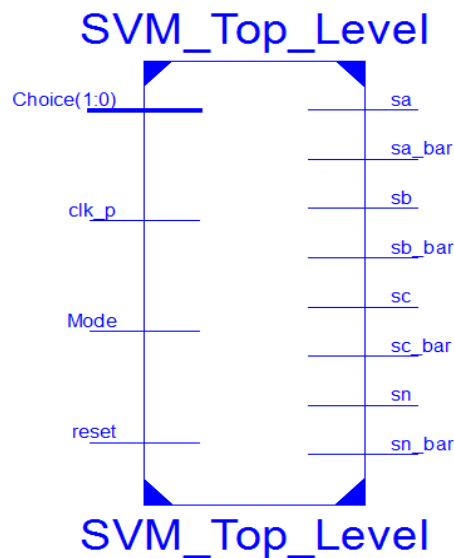 SVM_Top_Level
Choice(1:0)
sa
sa_bar
clk_p
sb
sb_bar
Mode
sc
sc_bar
sn
reset
sn_bar
SVM_Top_Level